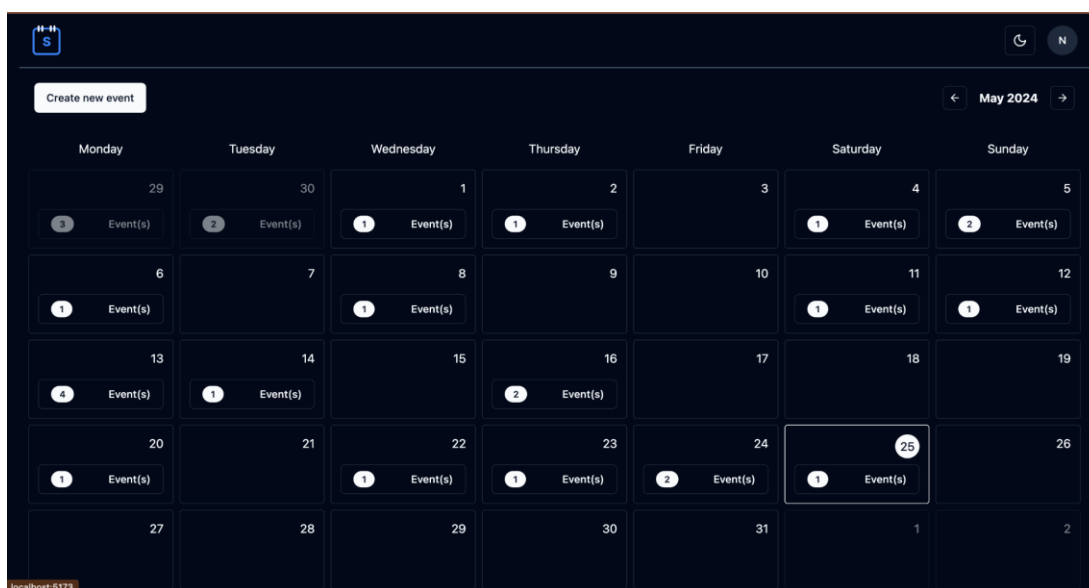 S
N
Create new event
May 2024
Monday Tuesday Wednesday Thursday Friday Saturday Sunday
29 30 1 2 3 4 5
3 Event(s) 2 Event(s) 1 Event(s) 1 Event(s) 1 Event(s) 2 Event(s)
6 7 8 9 10 11 12
1 Event(s) 1 Event(s) 1 Event(s) 1 Event(s)
13 14 15 16 17 18 19
4 Event(s) 1 Event(s) 2 Event(s)
20 21 22 23 24 25 26
1 Event(s) 1 Event(s) 1 Event(s) 2 Event(s) 1 Event(s)
27 28 29 30 31 1 2
localhost:5173